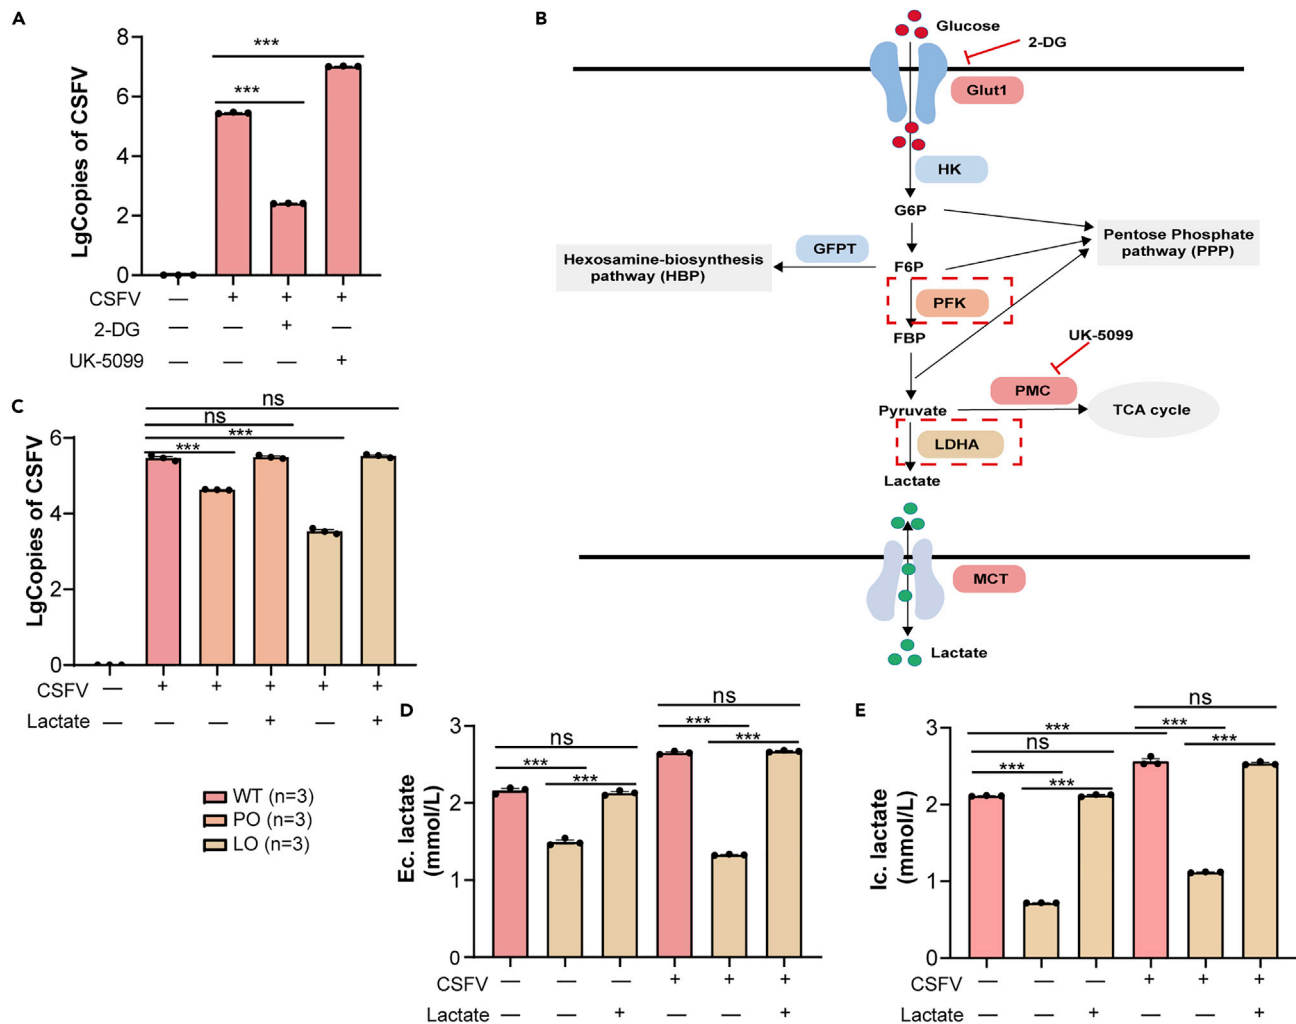 A
LgCopies of CSFV
8
6
4
2
0
***
***
CSFV — + + +
2-DG — — + —
UK-5099 — — — +
B
Glucose
2-DG
Glut1
HK
G6P
Pentose Phosphate
pathway (PPP)
GFPT
Hexosamine-biosynthesis
pathway (HBP)
F6P
PFK
FBP
UK-5099
PMC
Pyruvate
TCA cycle
LDHA
Lactate
MCT
Lactate
C
LgCopies of CSFV
6
4
2
0
ns
ns
***
***
CSFV — + + + + +
Lactate — — — + — +
WT (n=3)
PO (n=3)
LO (n=3)
D
Ec. lactate
(mmol/L)
3
2
1
0
ns
***
***
ns
***
***
CSFV — — — + + +
Lactate — — + — — +
E
Ic. lactate
(mmol/L)
3
2
1
0
***
ns
***
***
ns
***
***
CSFV — — — + + +
Lactate — — + — — +